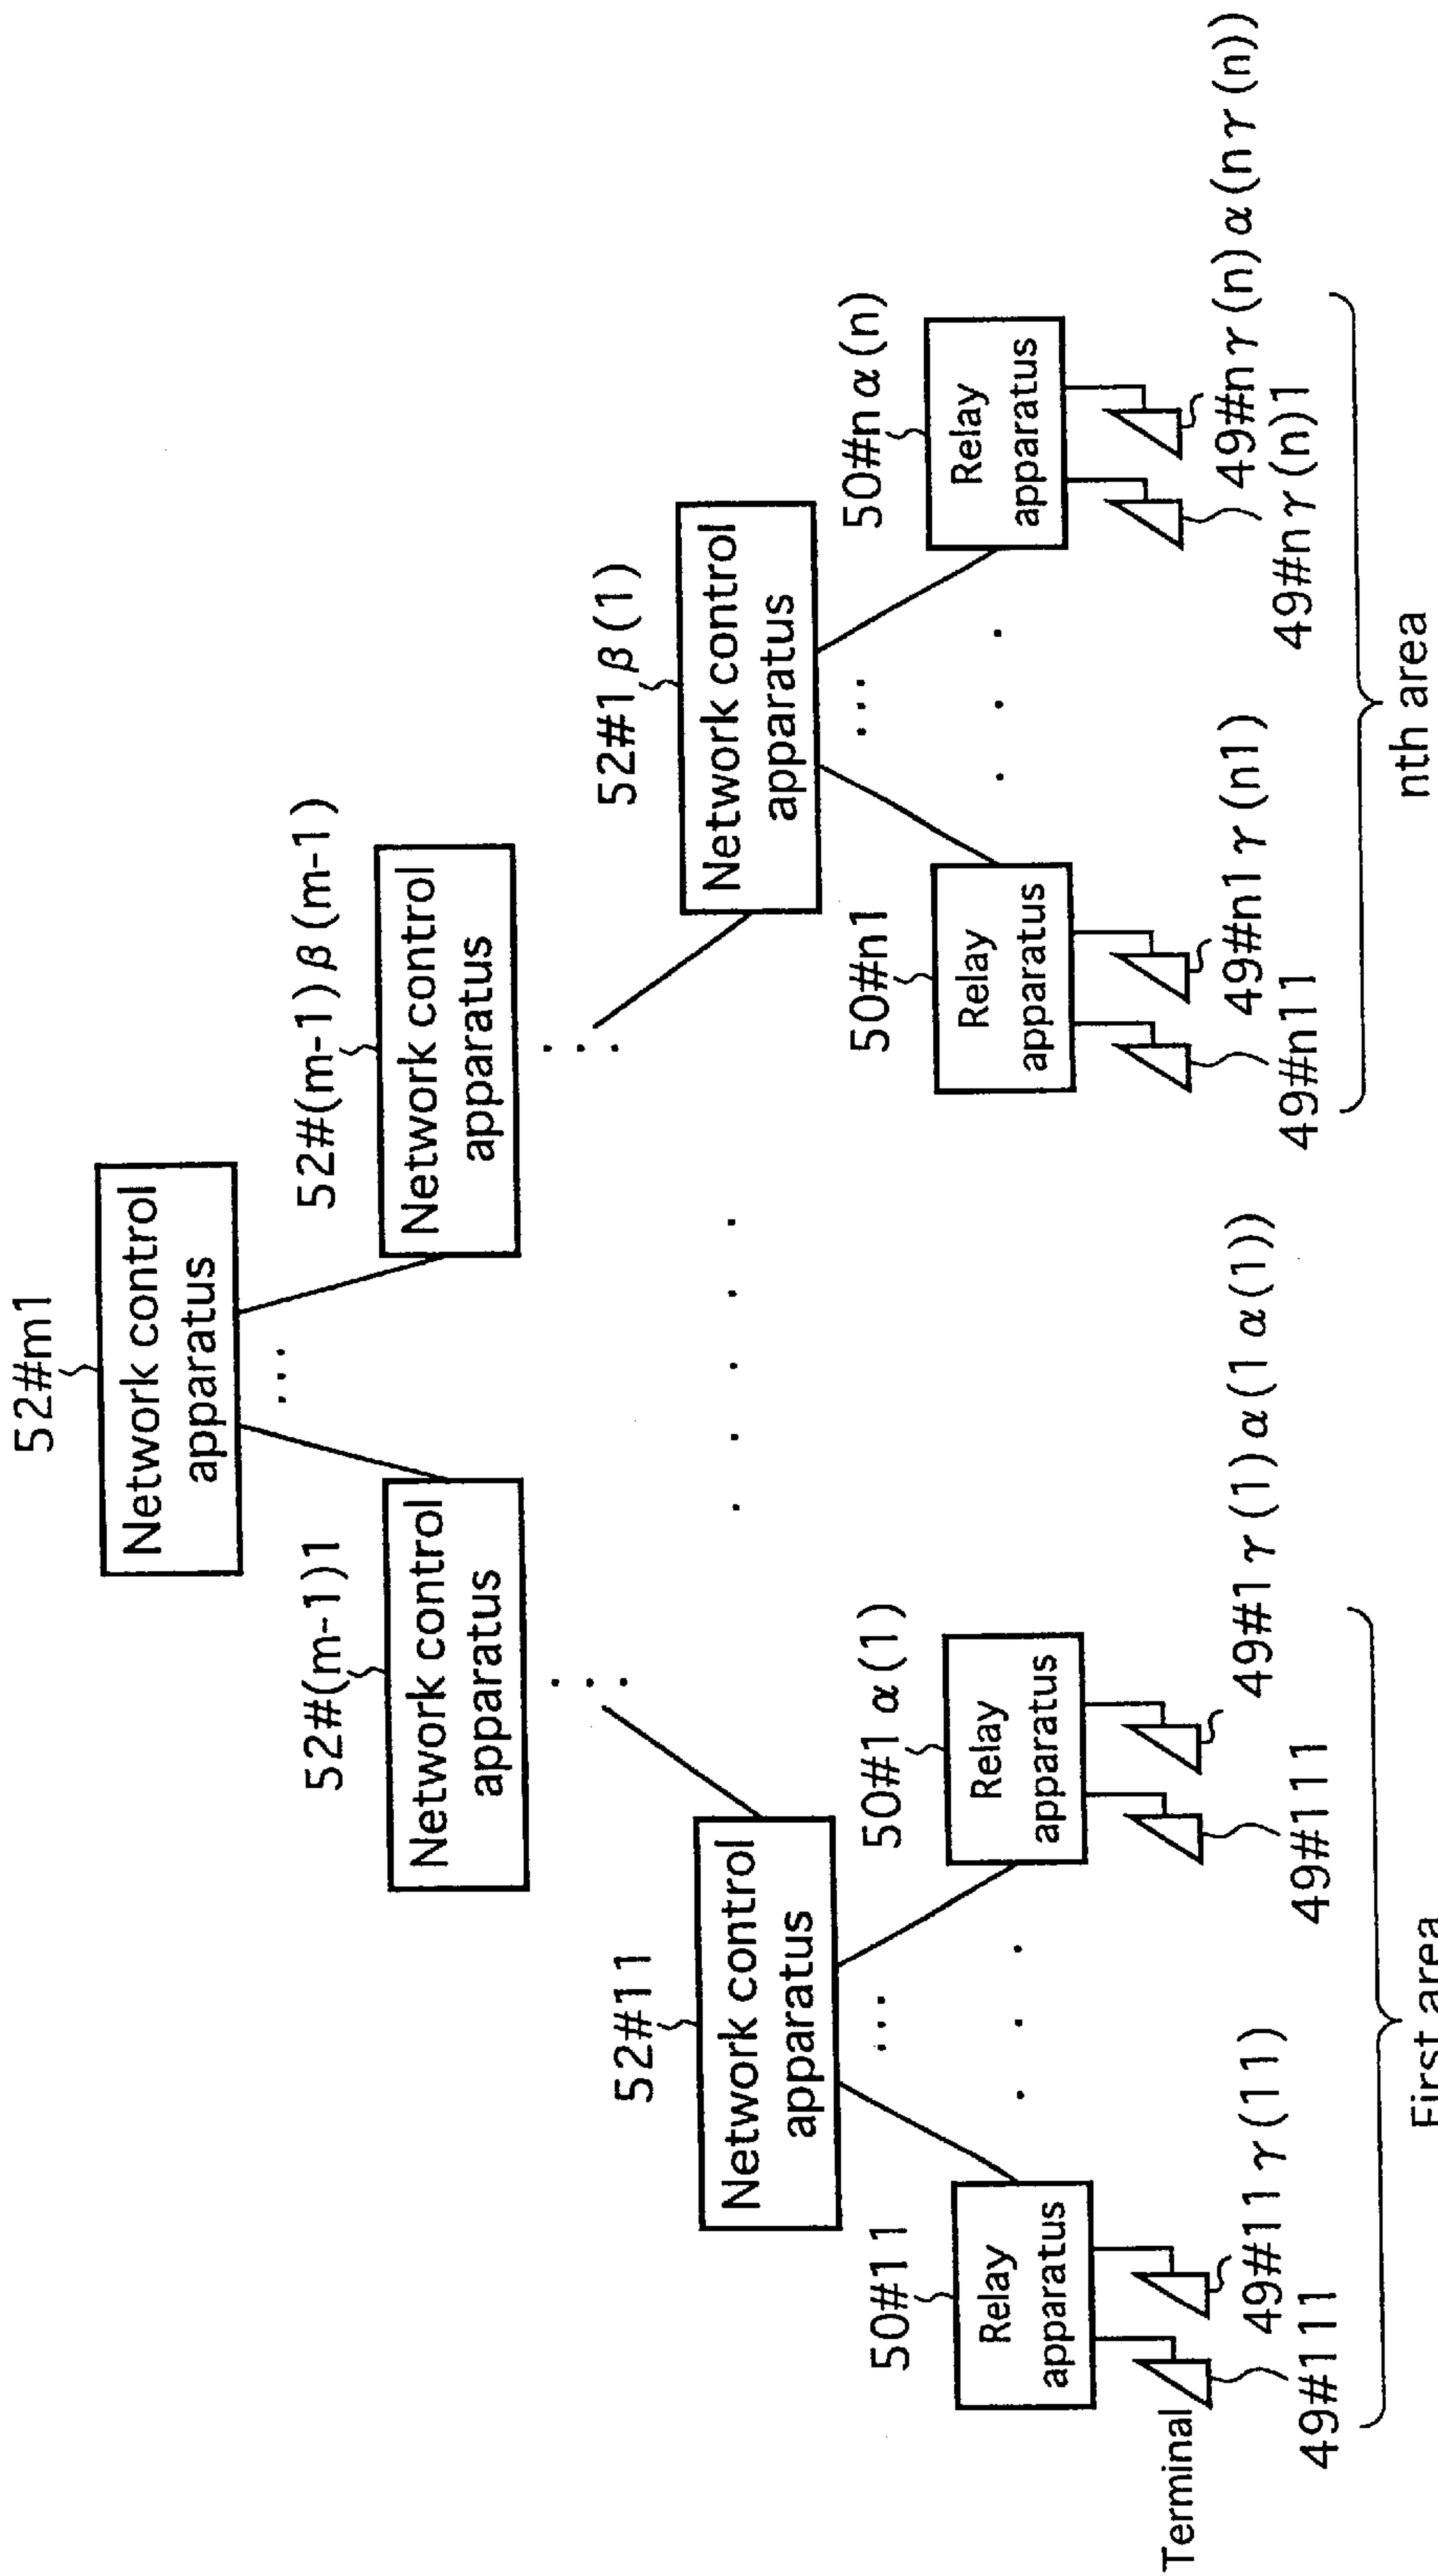 52#m1
Network control
apparatus
52#(m-1)1
Network control
apparatus
52#(m-1)β(m-1)
Network control
apparatus
52#11
Network control
apparatus
52#1β(1)
Network control
apparatus
50#11
Relay
apparatus
50#1α(1)
Relay
apparatus
50#n1
Relay
apparatus
50#nα(n)
Relay
apparatus
Terminal
49#111
49#11γ(11)
49#111
49#1γ(1)α(1α(1))
49#n11
49#n1γ(n1)
49#nγ(n)1
49#nγ(n)α(nγ(n))
First area
nth area